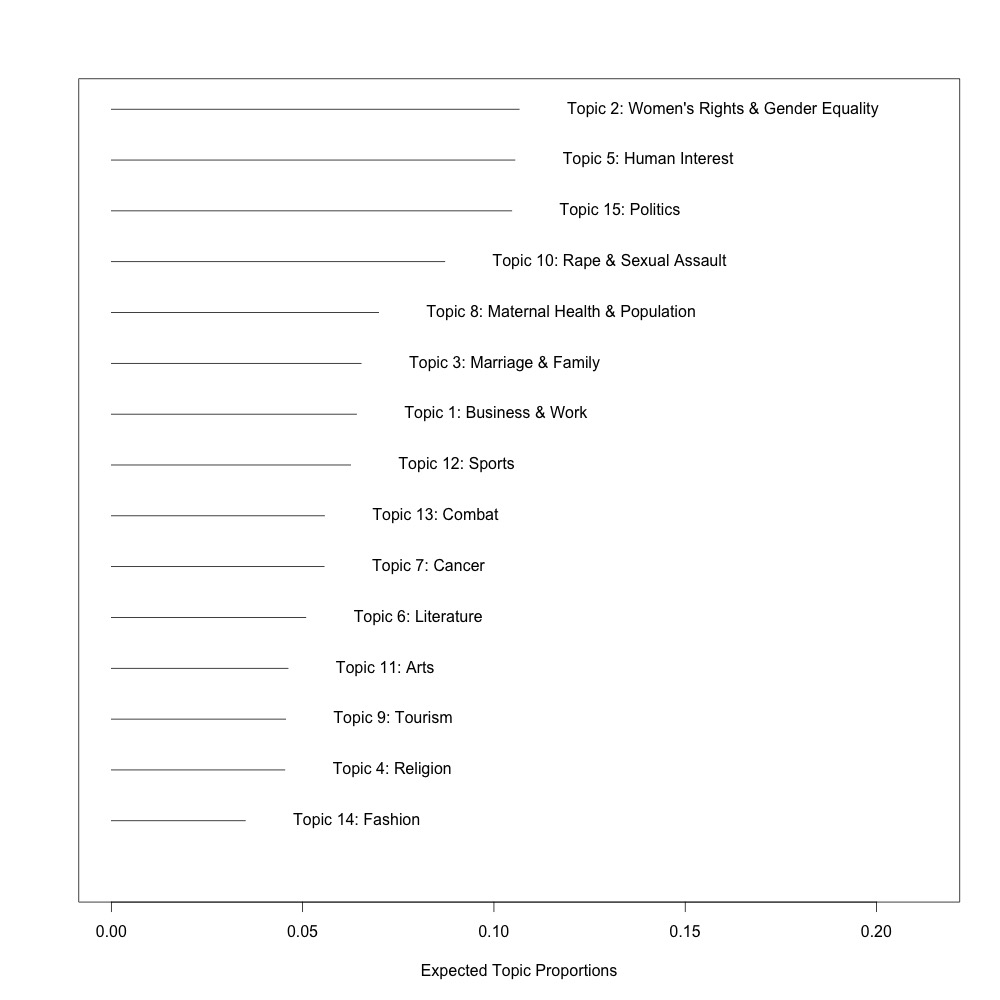 Topic 2: Women's Rights & Gender Equality
Topic 5: Human Interest
Topic 15: Politics
Topic 10: Rape & Sexual Assault
Topic 8: Maternal Health & Population
Topic 3: Marriage & Family
Topic 1: Business & Work
Topic 12: Sports
Topic 13: Combat
Topic 7: Cancer
Topic 6: Literature
Topic 11: Arts
Topic 9: Tourism
Topic 4: Religion
Topic 14: Fashion
0.00 0.05 0.10 0.15 0.20
Expected Topic Proportions